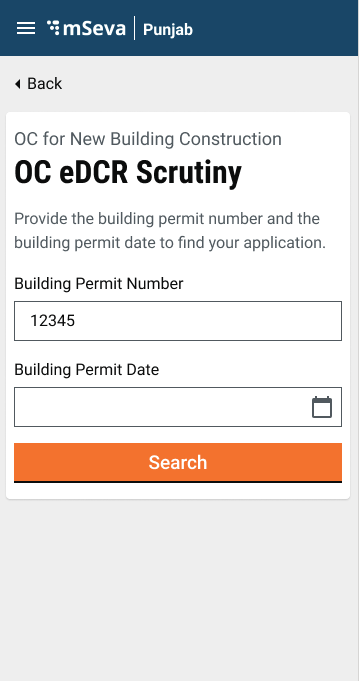 mSeva Punjab
Back
OC for New Building Construction
OC eDCR Scrutiny
Provide the building permit number and the
building permit date to find your application.
Building Permit Number
12345
Building Permit Date
Search